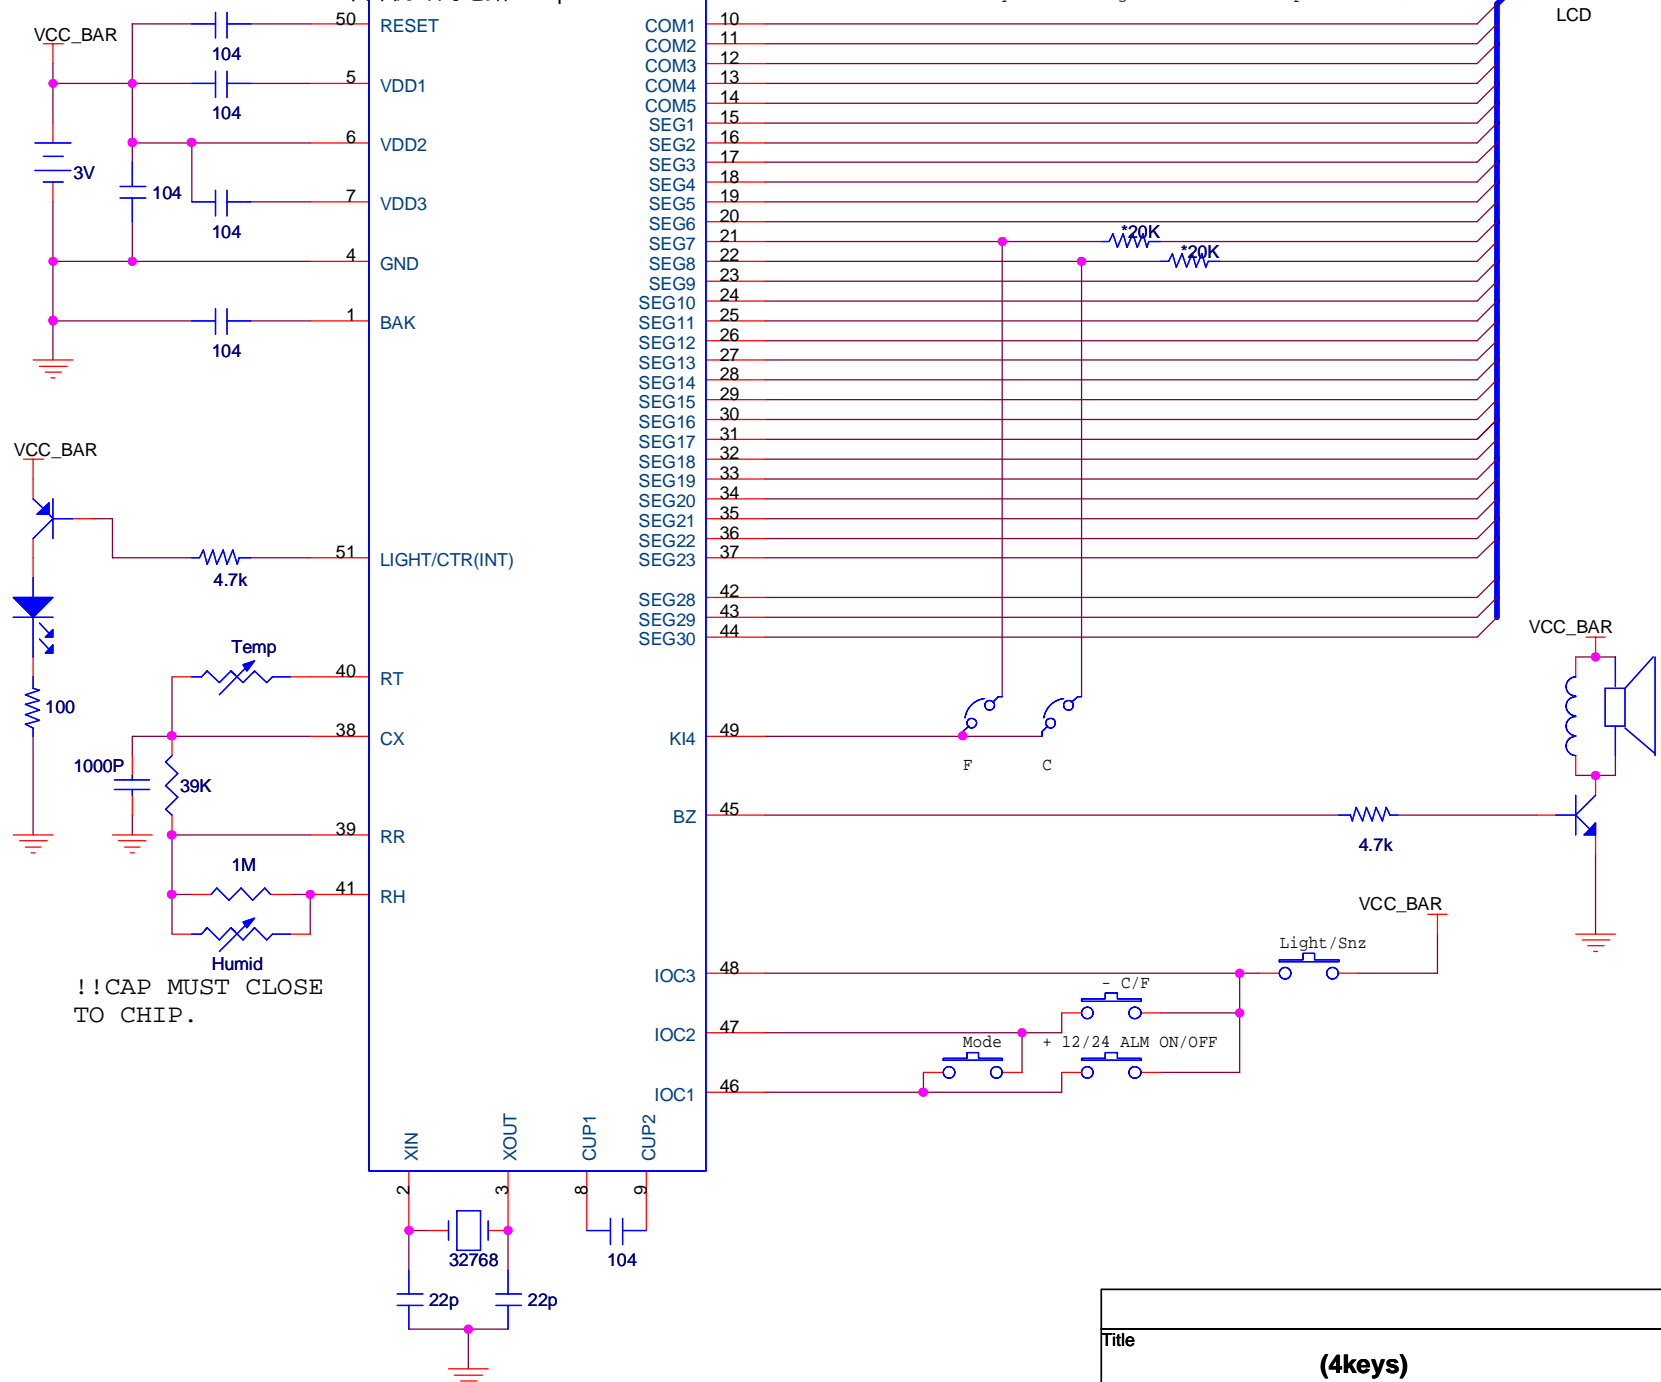 50 RESET
VCC_BAR
104
5 VDD1
104
6 VDD2
3V
104
7 VDD3
104
4 GND
1 BAK
104
VCC_BAR
51 LIGHT/CTR(INT)
4.7k
Temp
40 RT
100
38 CX
1000P
39K
39 RR
1M
41 RH
Humid
!!CAP MUST CLOSE
TO CHIP.
COM1 10
COM2 11
COM3 12
COM4 13
COM5 14
SEG1 15
SEG2 16
SEG3 17
SEG4 18
SEG5 19
SEG6 20
SEG7 21
*20K
SEG8 22
*20K
SEG9 23
SEG10 24
SEG11 25
SEG12 26
SEG13 27
SEG14 28
SEG15 29
SEG16 30
SEG17 31
SEG18 32
SEG19 33
SEG20 34
SEG21 35
SEG22 36
SEG23 37
SEG28 42
SEG29 43
SEG30 44
LCD
VCC_BAR
KI4 49
F C
BZ 45
4.7k
VCC_BAR
Light/Snz
IOC3 48
- C/F
IOC2 47
Mode + 12/24 ALM ON/OFF
IOC1 46
XIN XOUT CUP1 CUP2
2 3 8 9
32768
104
22p 22p
Title
(4keys)